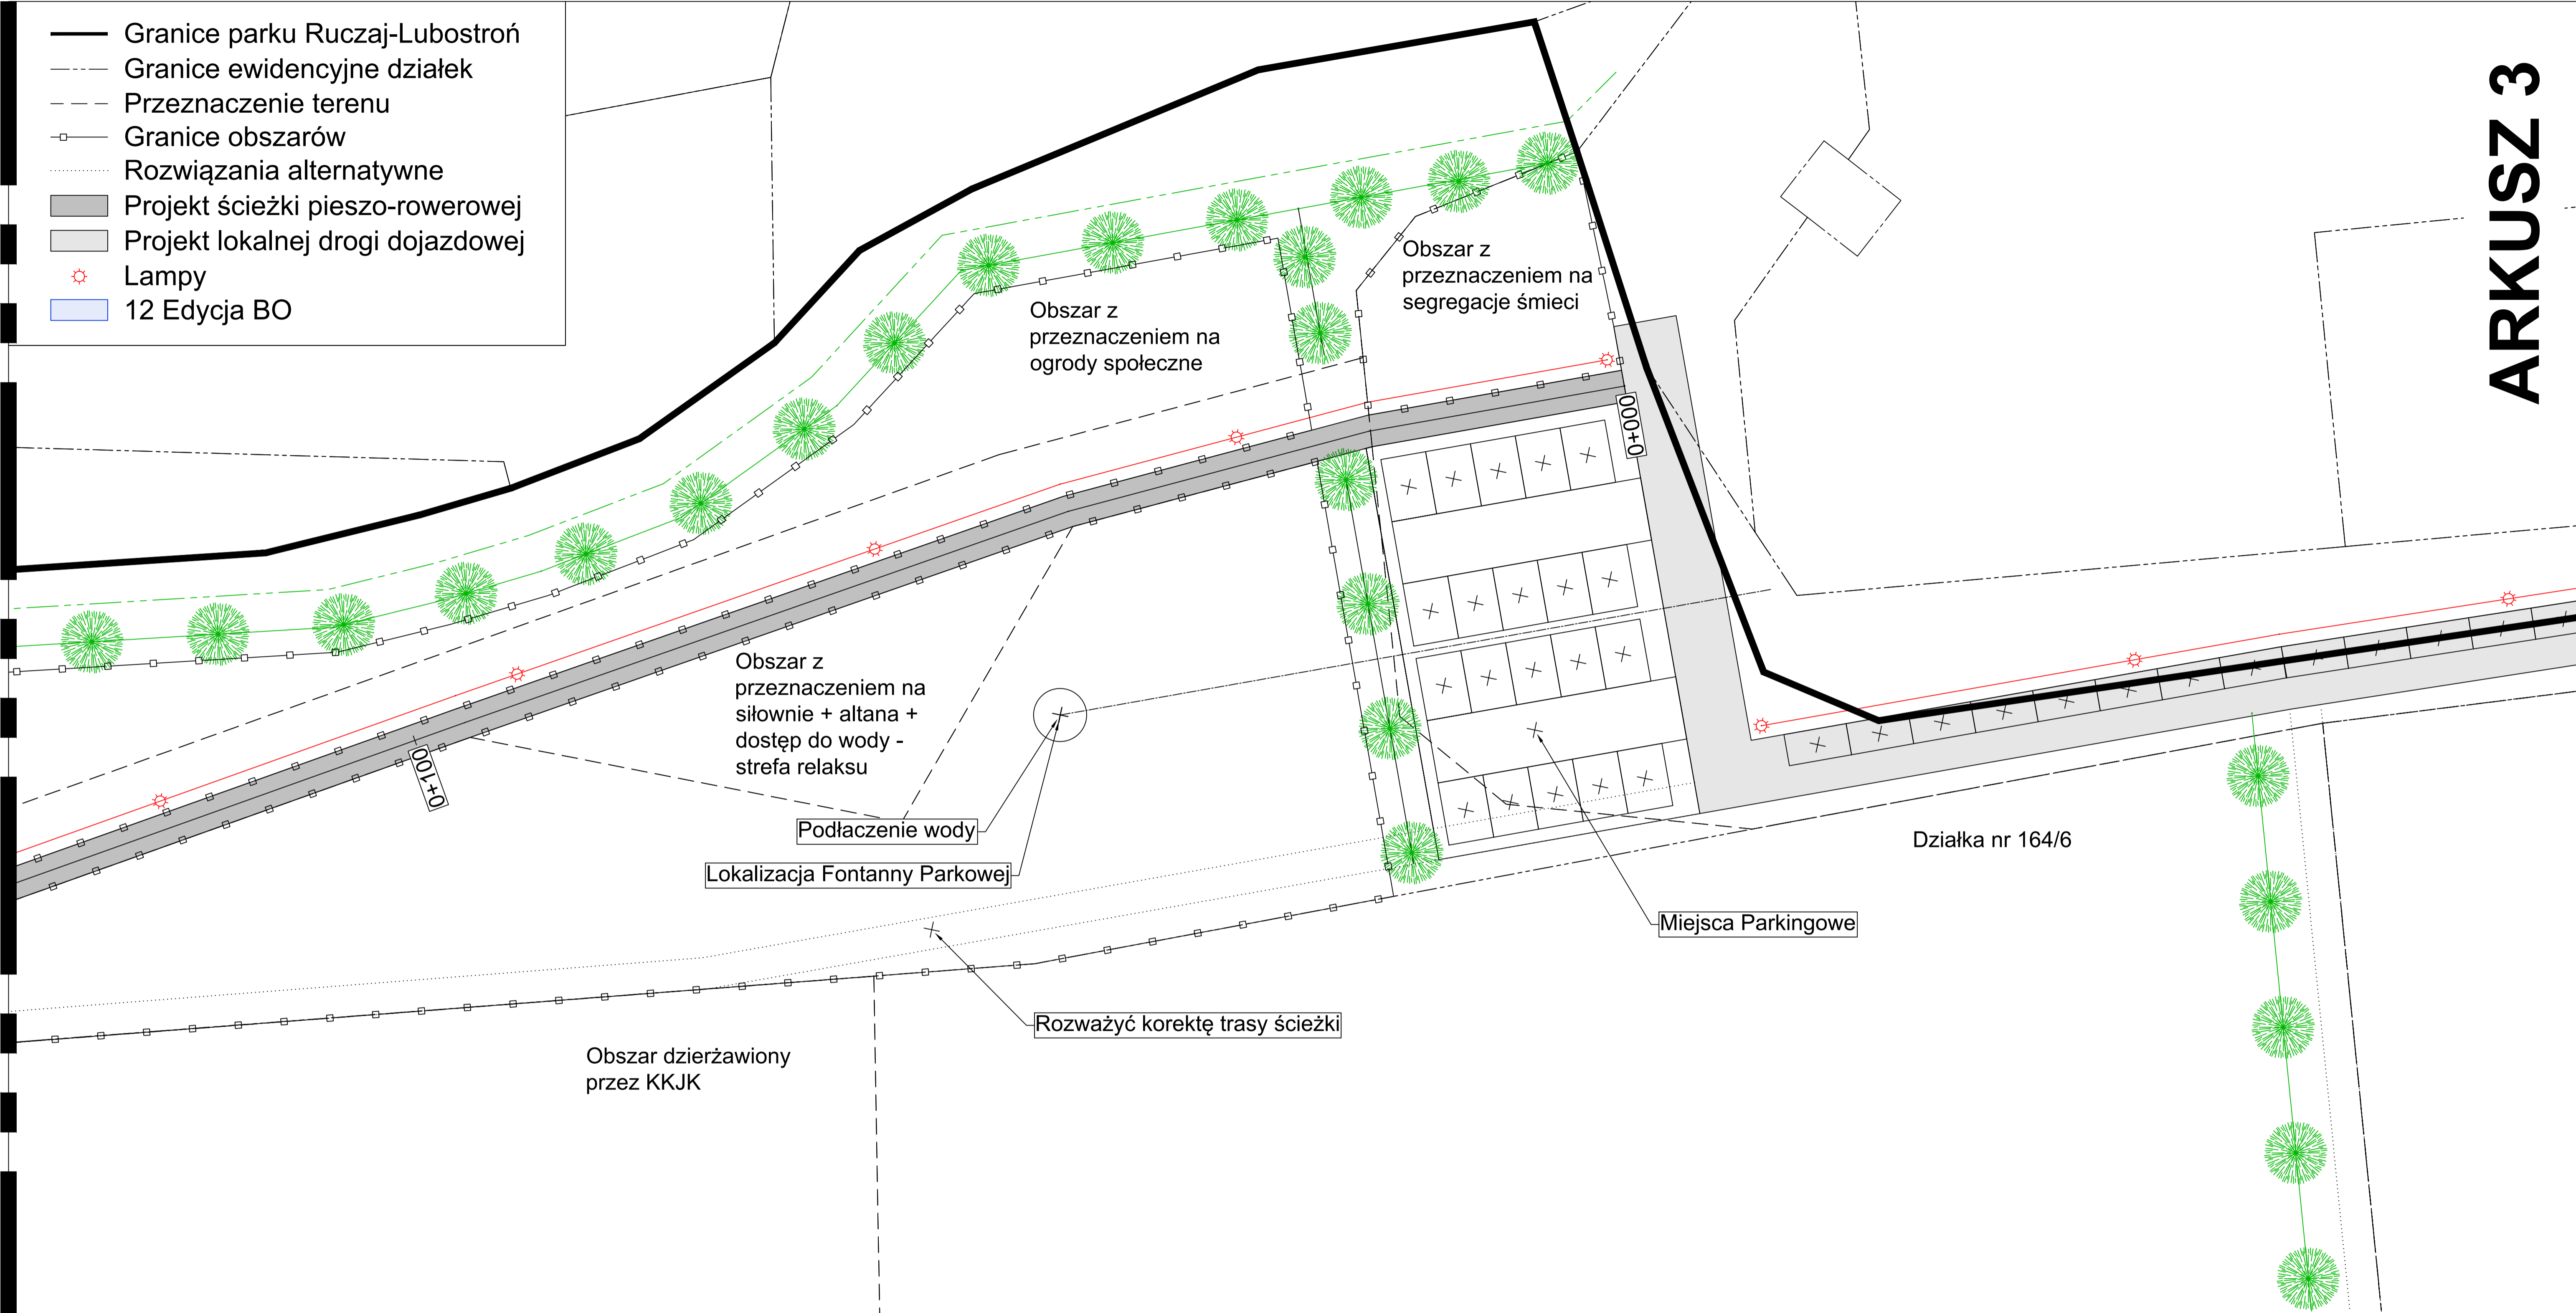 Granice parku Ruczaj-Lubostroń
Granice ewidencyjne działek
Przeznaczenie terenu
Granice obszarów
Rozwiązania alternatywne
Projekt ścieżki pieszo-rowerowej
Projekt lokalnej drogi dojazdowej
Lampy
12 Edycja BO
ARKUSZ 3
Obszar z
przeznaczeniem na
segregacje śmieci
Obszar z
przeznaczeniem na
ogrody społeczne
0+000
Obszar z
przeznaczeniem na
siłownie + altana +
dostęp do wody -
strefa relaksu
0+100
Podłaczenie wody
Lokalizacja Fontanny Parkowej
Działka nr 164/6
Miejsca Parkingowe
Rozważyć korektę trasy ścieżki
Obszar dzierżawiony
przez KKJK